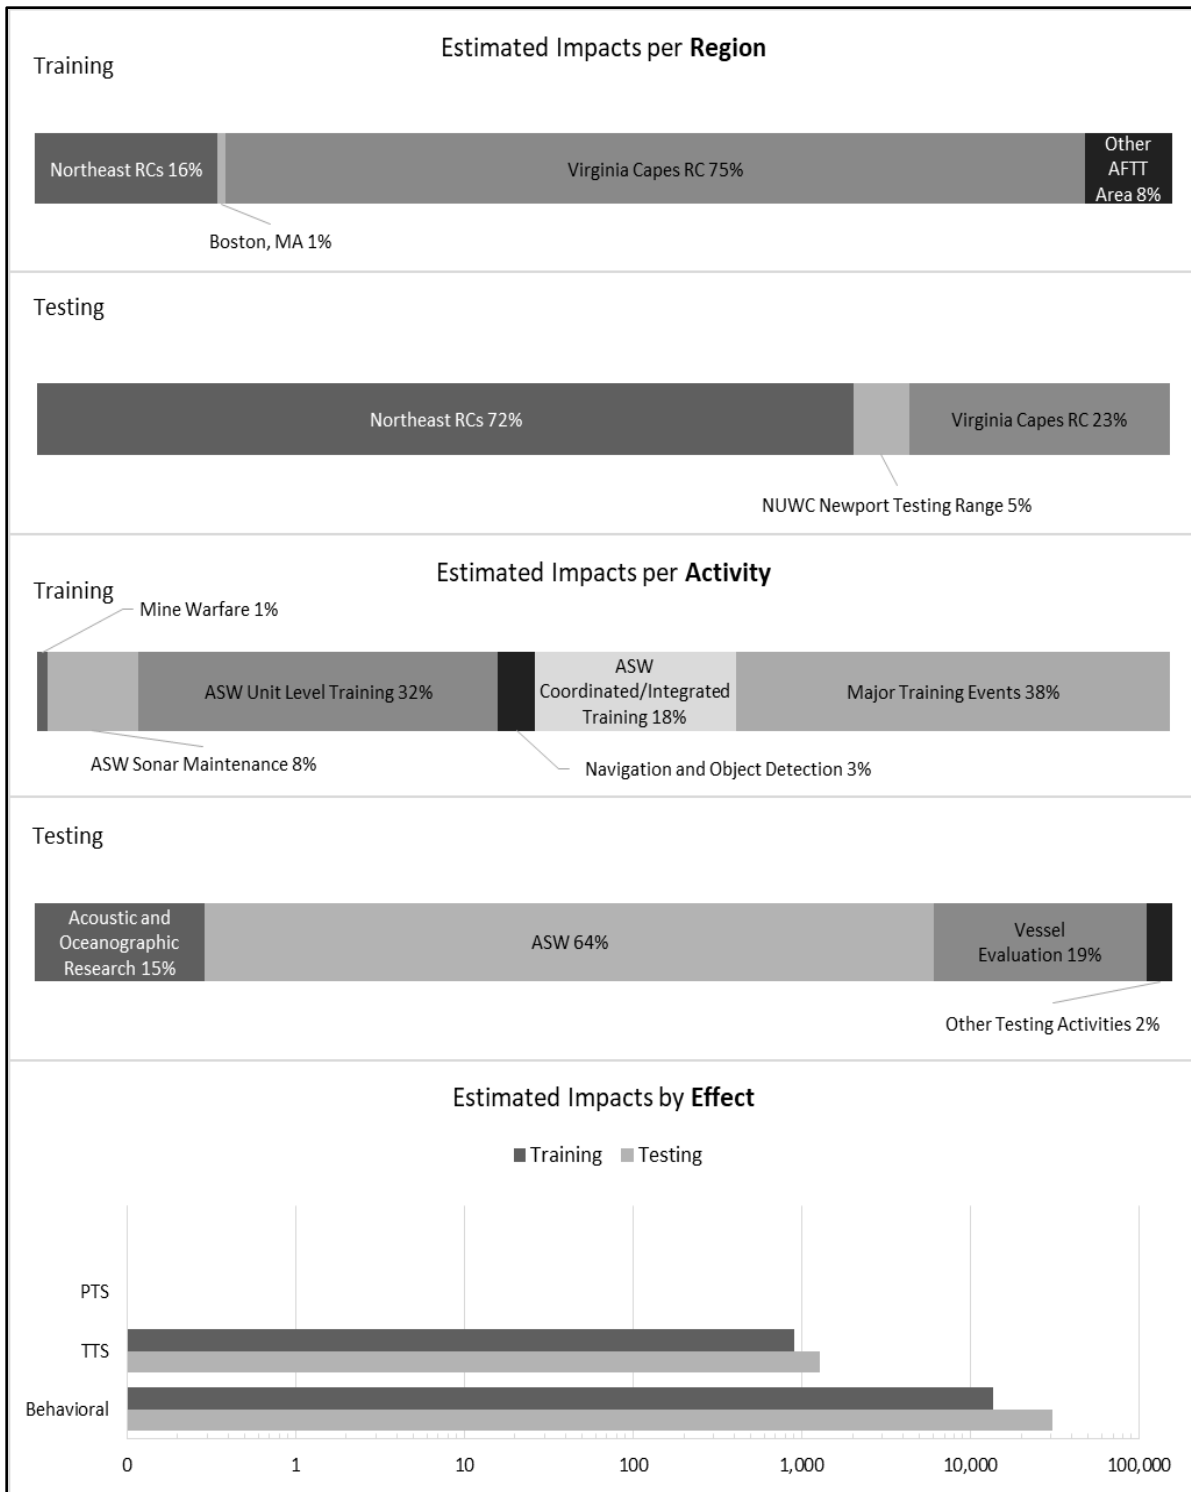 Estimated Impacts per Region
Training
Northeast RCs 16%
Virginia Capes RC 75%
Other
AFTT
Area 8%
Boston, MA 1%
Testing
Northeast RCs 72%
Virginia Capes RC 23%
NUWC Newport Testing Range 5%
Estimated Impacts per Activity
Training
Mine Warfare 1%
ASW Unit Level Training 32%
ASW
Coordinated/Integrated
Training 18%
Major Training Events 38%
ASW Sonar Maintenance 8%
Navigation and Object Detection 3%
Testing
Acoustic and
Oceanographic
Research 15%
ASW 64%
Vessel
Evaluation 19%
Other Testing Activities 2%
Estimated Impacts by Effect
Training Testing
PTS
TTS
Behavioral
0 1 10 100 1,000 10,000 100,000